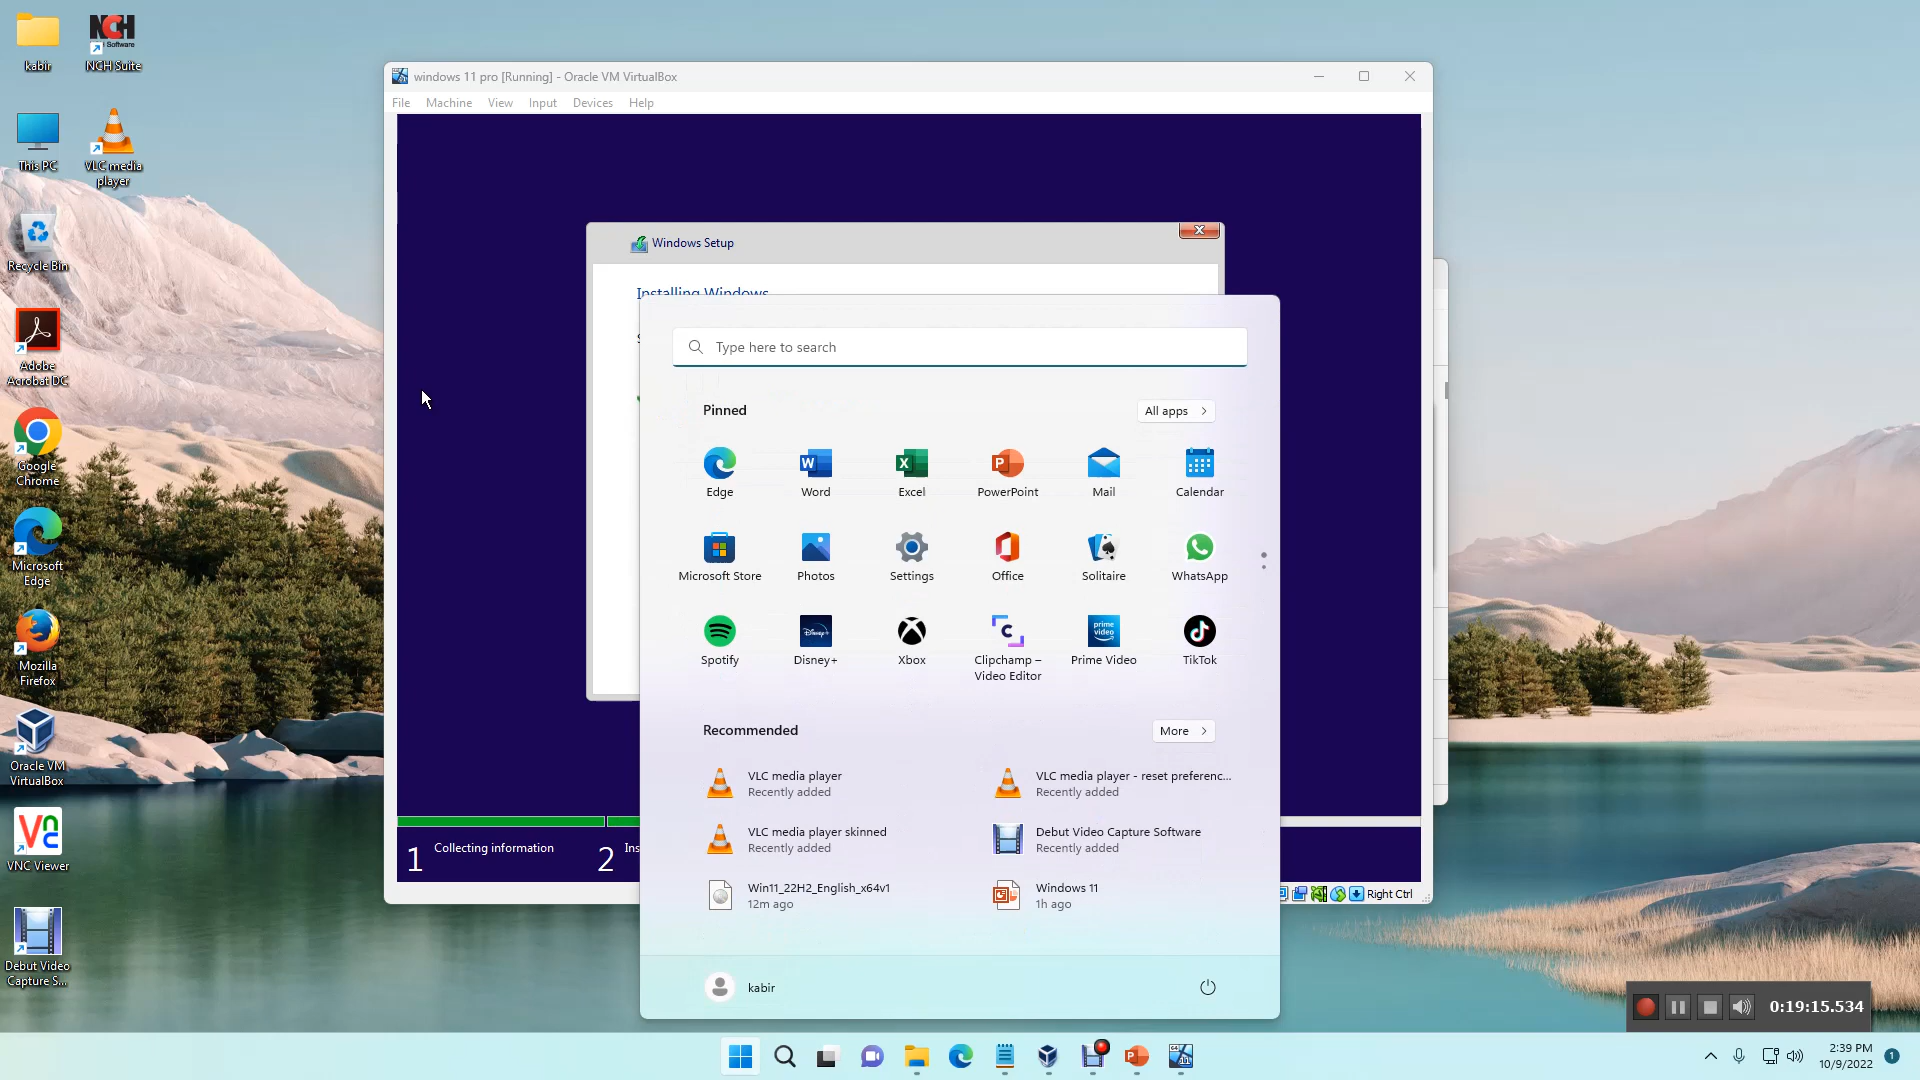 kabir
NCH
Software
NCH Suite
This PC
VLC media
player
Recycle Bin
Adobe
Acrobat DC
Google
Chrome
Microsoft
Edge
Mozilla
Firefox
Oracle VM
VirtualBox
VNC Viewer
Debut Video
Capture S...
windows 11 pro [Running] - Oracle VM VirtualBox
File Machine View Input Devices Help
Windows Setup
Installing Windows
1 Collecting information
2 Ins
Right Ctrl
Type here to search
Pinned
All apps
Edge
Word
Excel
PowerPoint
Mail
Calendar
Microsoft Store
Photos
Settings
Office
Solitaire
WhatsApp
prime
video
Disney+
Spotify
Disney+
Xbox
Clipchamp –
Video Editor
Prime Video
TikTok
Recommended
More
VLC media player
Recently added
VLC media player - reset preferenc...
Recently added
VLC media player skinned
Recently added
Debut Video Capture Software
Recently added
Win11_22H2_English_x64v1
12m ago
Windows 11
1h ago
kabir
0:19:15.534
2:39 PM
10/9/2022
1